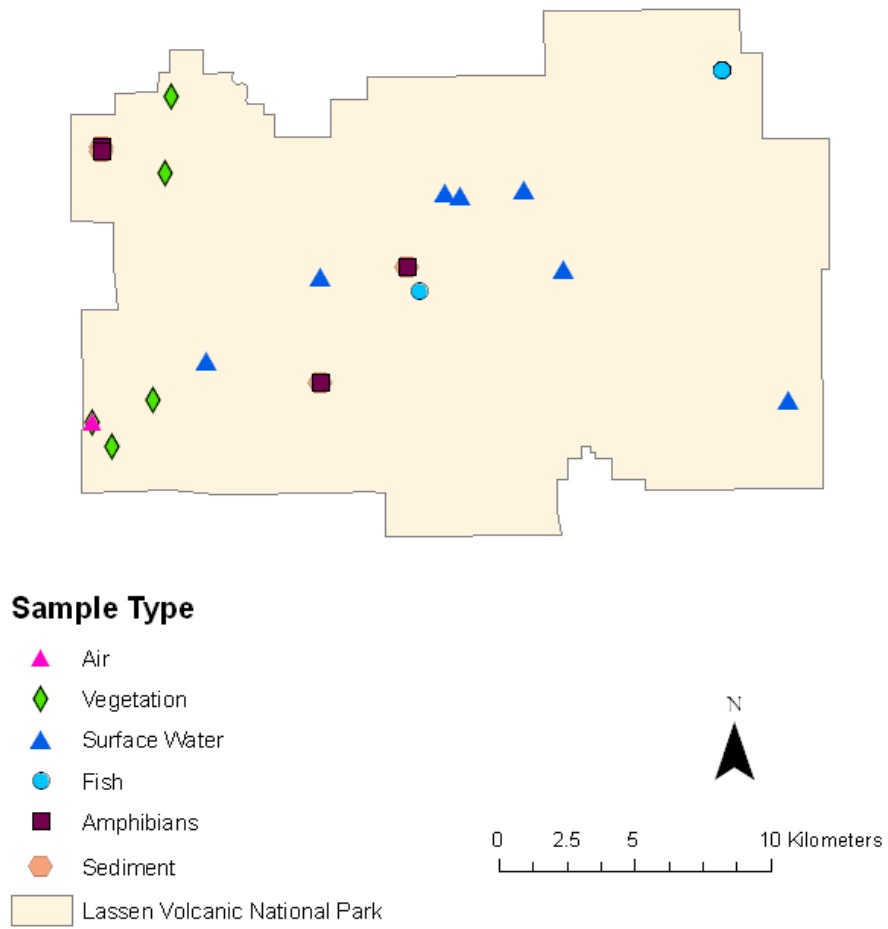 Sample Type
Air
Vegetation
Surface Water
Fish
Amphibians
Sediment
Lassen Volcanic National Park
N
0 2.5 5 10 Kilometers